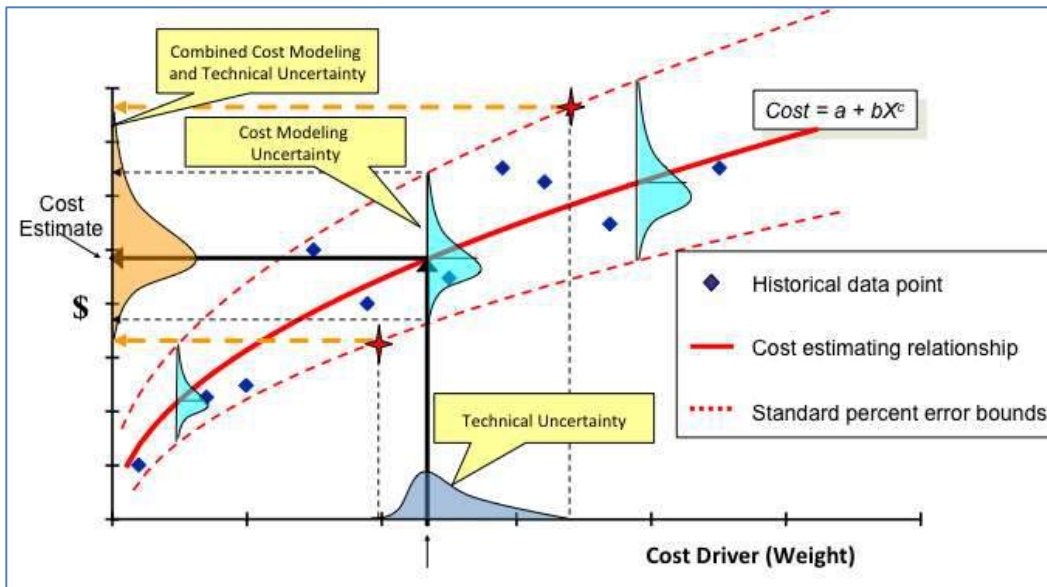 Combined Cost Modeling
and Technical Uncertainty
Cost Modeling
Uncertainty
Cost = a + bXᶜ
Cost
Estimate
$
Historical data point
Cost estimating relationship
Standard percent error bounds
Technical Uncertainty
Cost Driver (Weight)